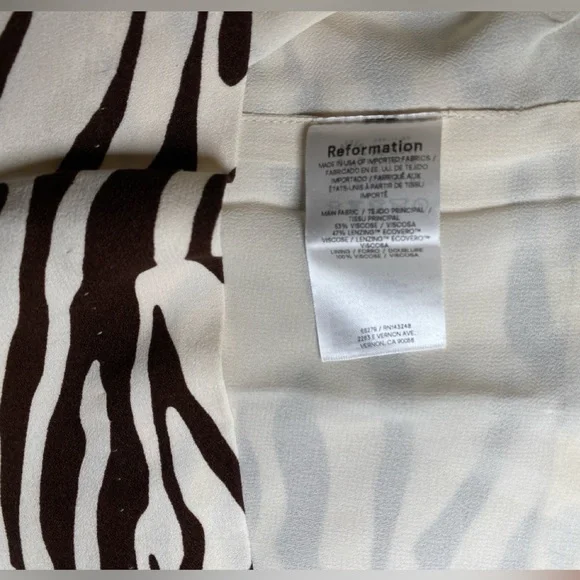 Reformation
MADE IN USA OF IMPORTED FABRICS /
FABRICADO EN EE. UU. DE TEJIDO
IMPORTADO / FABRIQUÉ AUX
ÉTATS-UNIS À PARTIR DE TISSU
IMPORTÉ
MAIN FABRIC / TEJIDO PRINCIPAL /
TISSU PRINCIPAL
53% VISCOSE / VISCOSA
47% LENZING™ ECOVERO™
VISCOSE / LENZING™ ECOVERO™
VISCOSA
LINING / FORRO / DOUBLURE
100% VISCOSE / VISCOSA
65279 / RN143248
2263 E VERNON AVE.
VERNON, CA 90058